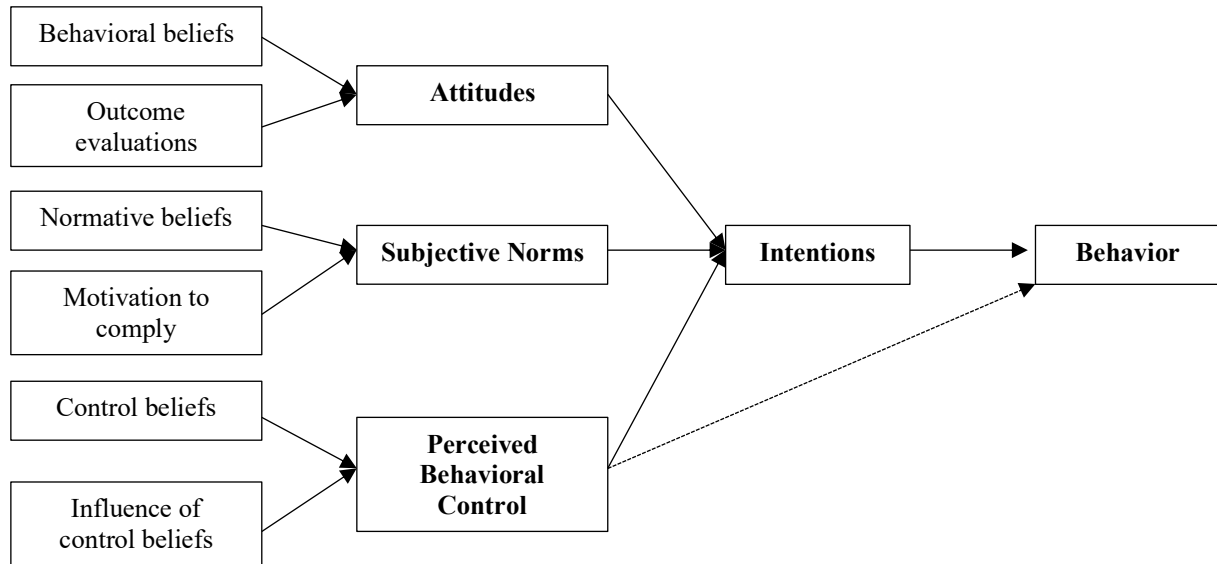 Behavioral beliefs
Outcome
evaluations
Attitudes
Normative beliefs
Motivation to
comply
Subjective Norms
Intentions
Behavior
Control beliefs
Influence of
control beliefs
Perceived
Behavioral
Control